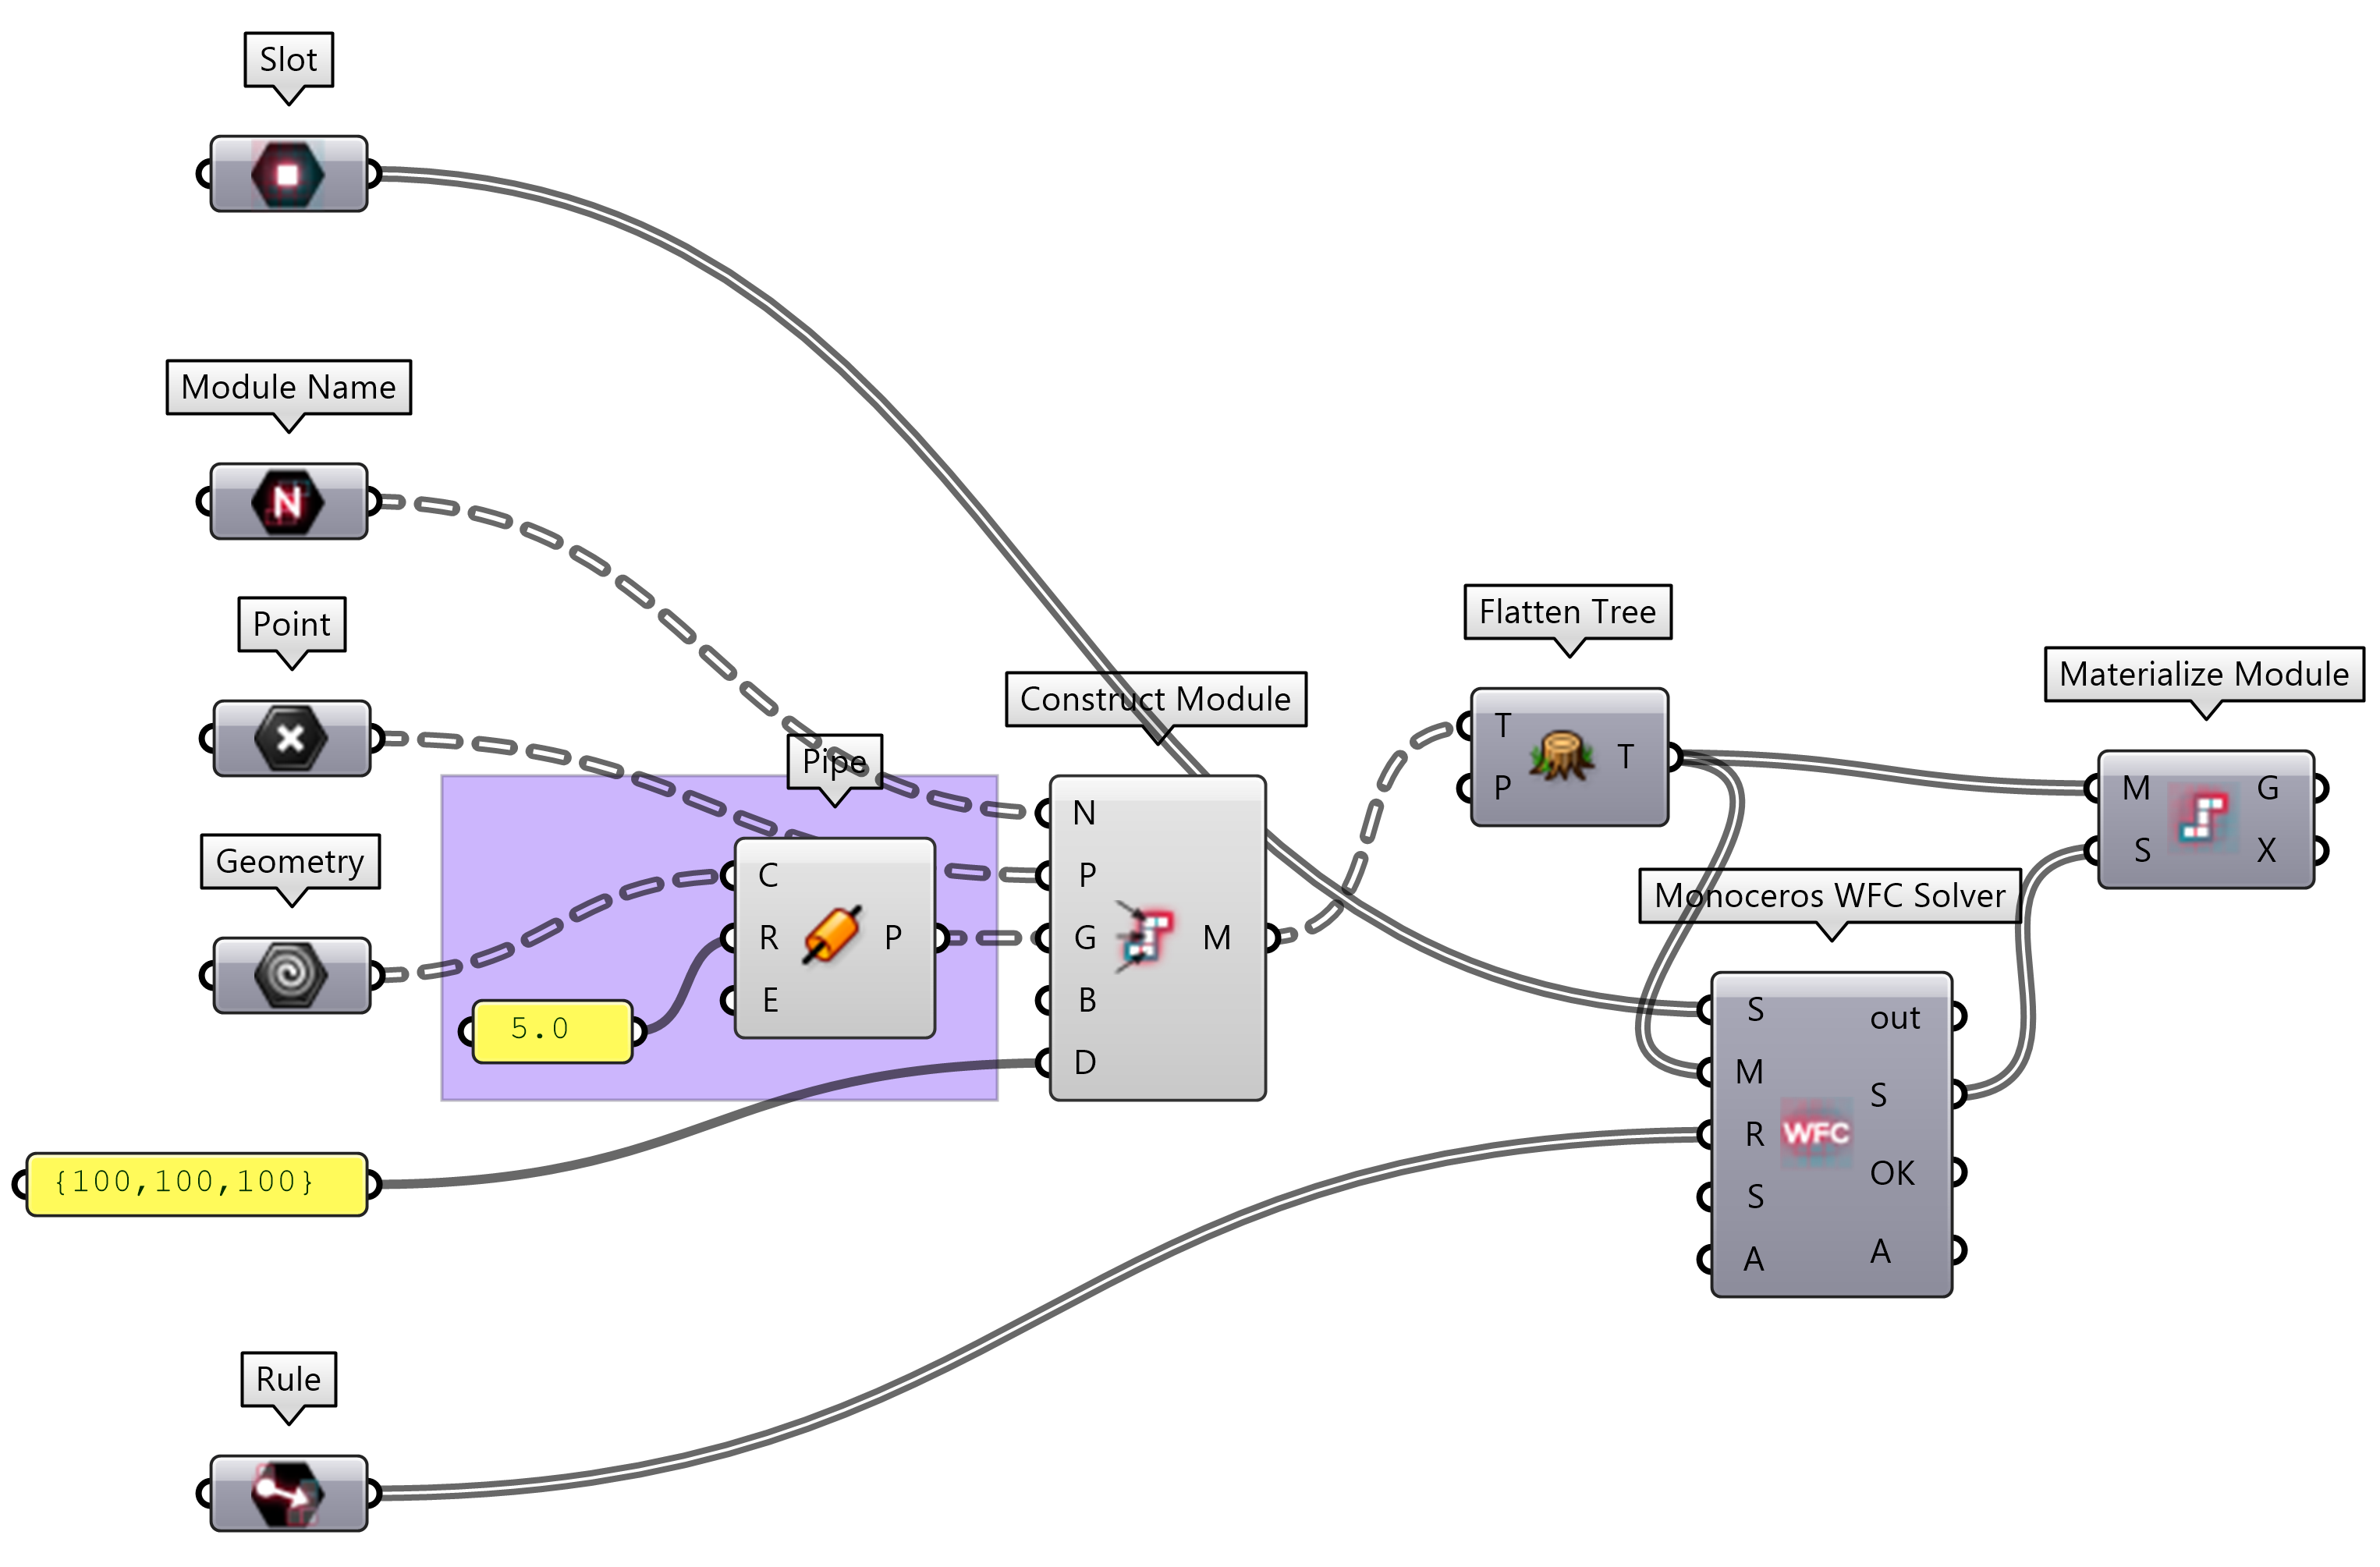 Slot
Module Name
N
Point
Geometry
Pipe
C
R
E
P
5.0
{100,100,100}
Rule
Construct Module
N
P
G
B
D
M
Flatten Tree
T
P
T
Monoceros WFC Solver
S
M
R
S
A
WFC
out
S
OK
A
Materialize Module
M
S
G
X